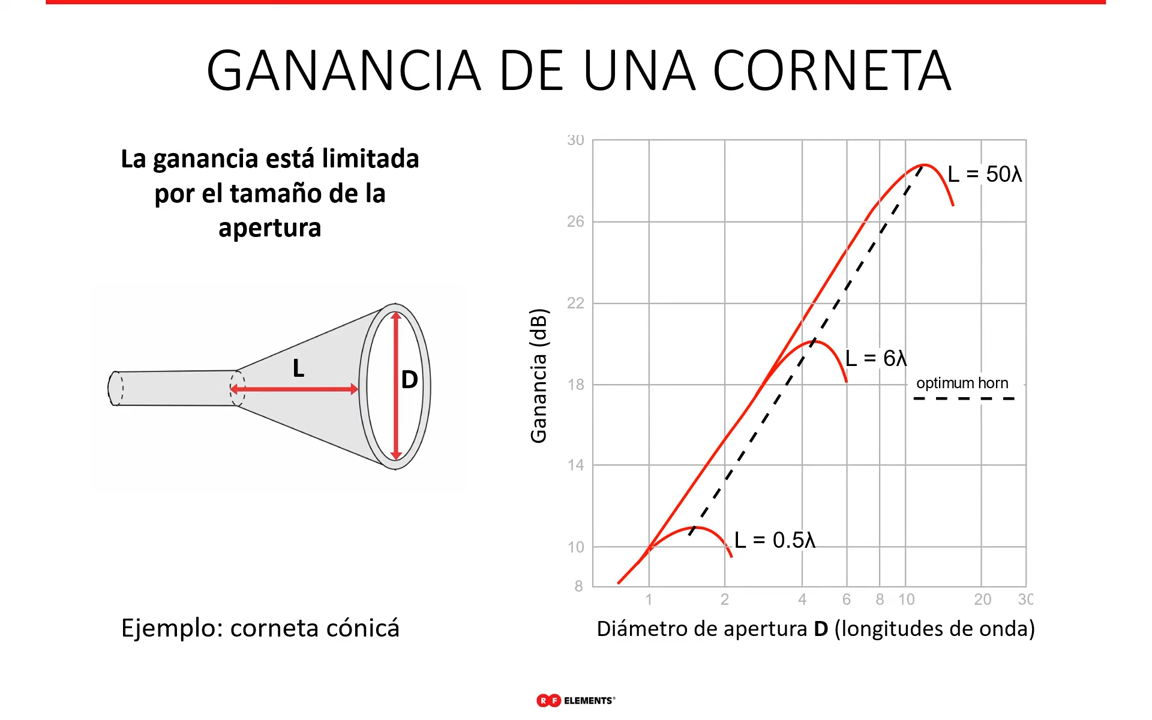 GANANCIA DE UNA CORNETA
La ganancia está limitada
por el tamaño de la
apertura
L
D
Ejemplo: corneta cónicá
Ganancia (dB)
30
26
22
18
14
10
8
L = 50λ
L = 6λ
optimum horn
L = 0.5λ
1 2 4 6 8 10 20 30
Diámetro de apertura D (longitudes de onda)
RF ELEMENTS